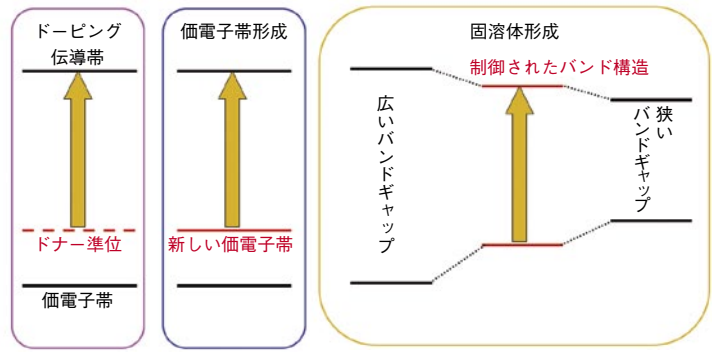 ドーピング
伝導帯
ドナー準位
価電子帯
価電子帯形成
新しい価電子帯
固溶体形成
制御されたバンド構造
広いバンドギャップ
狭い
バンドギャップ